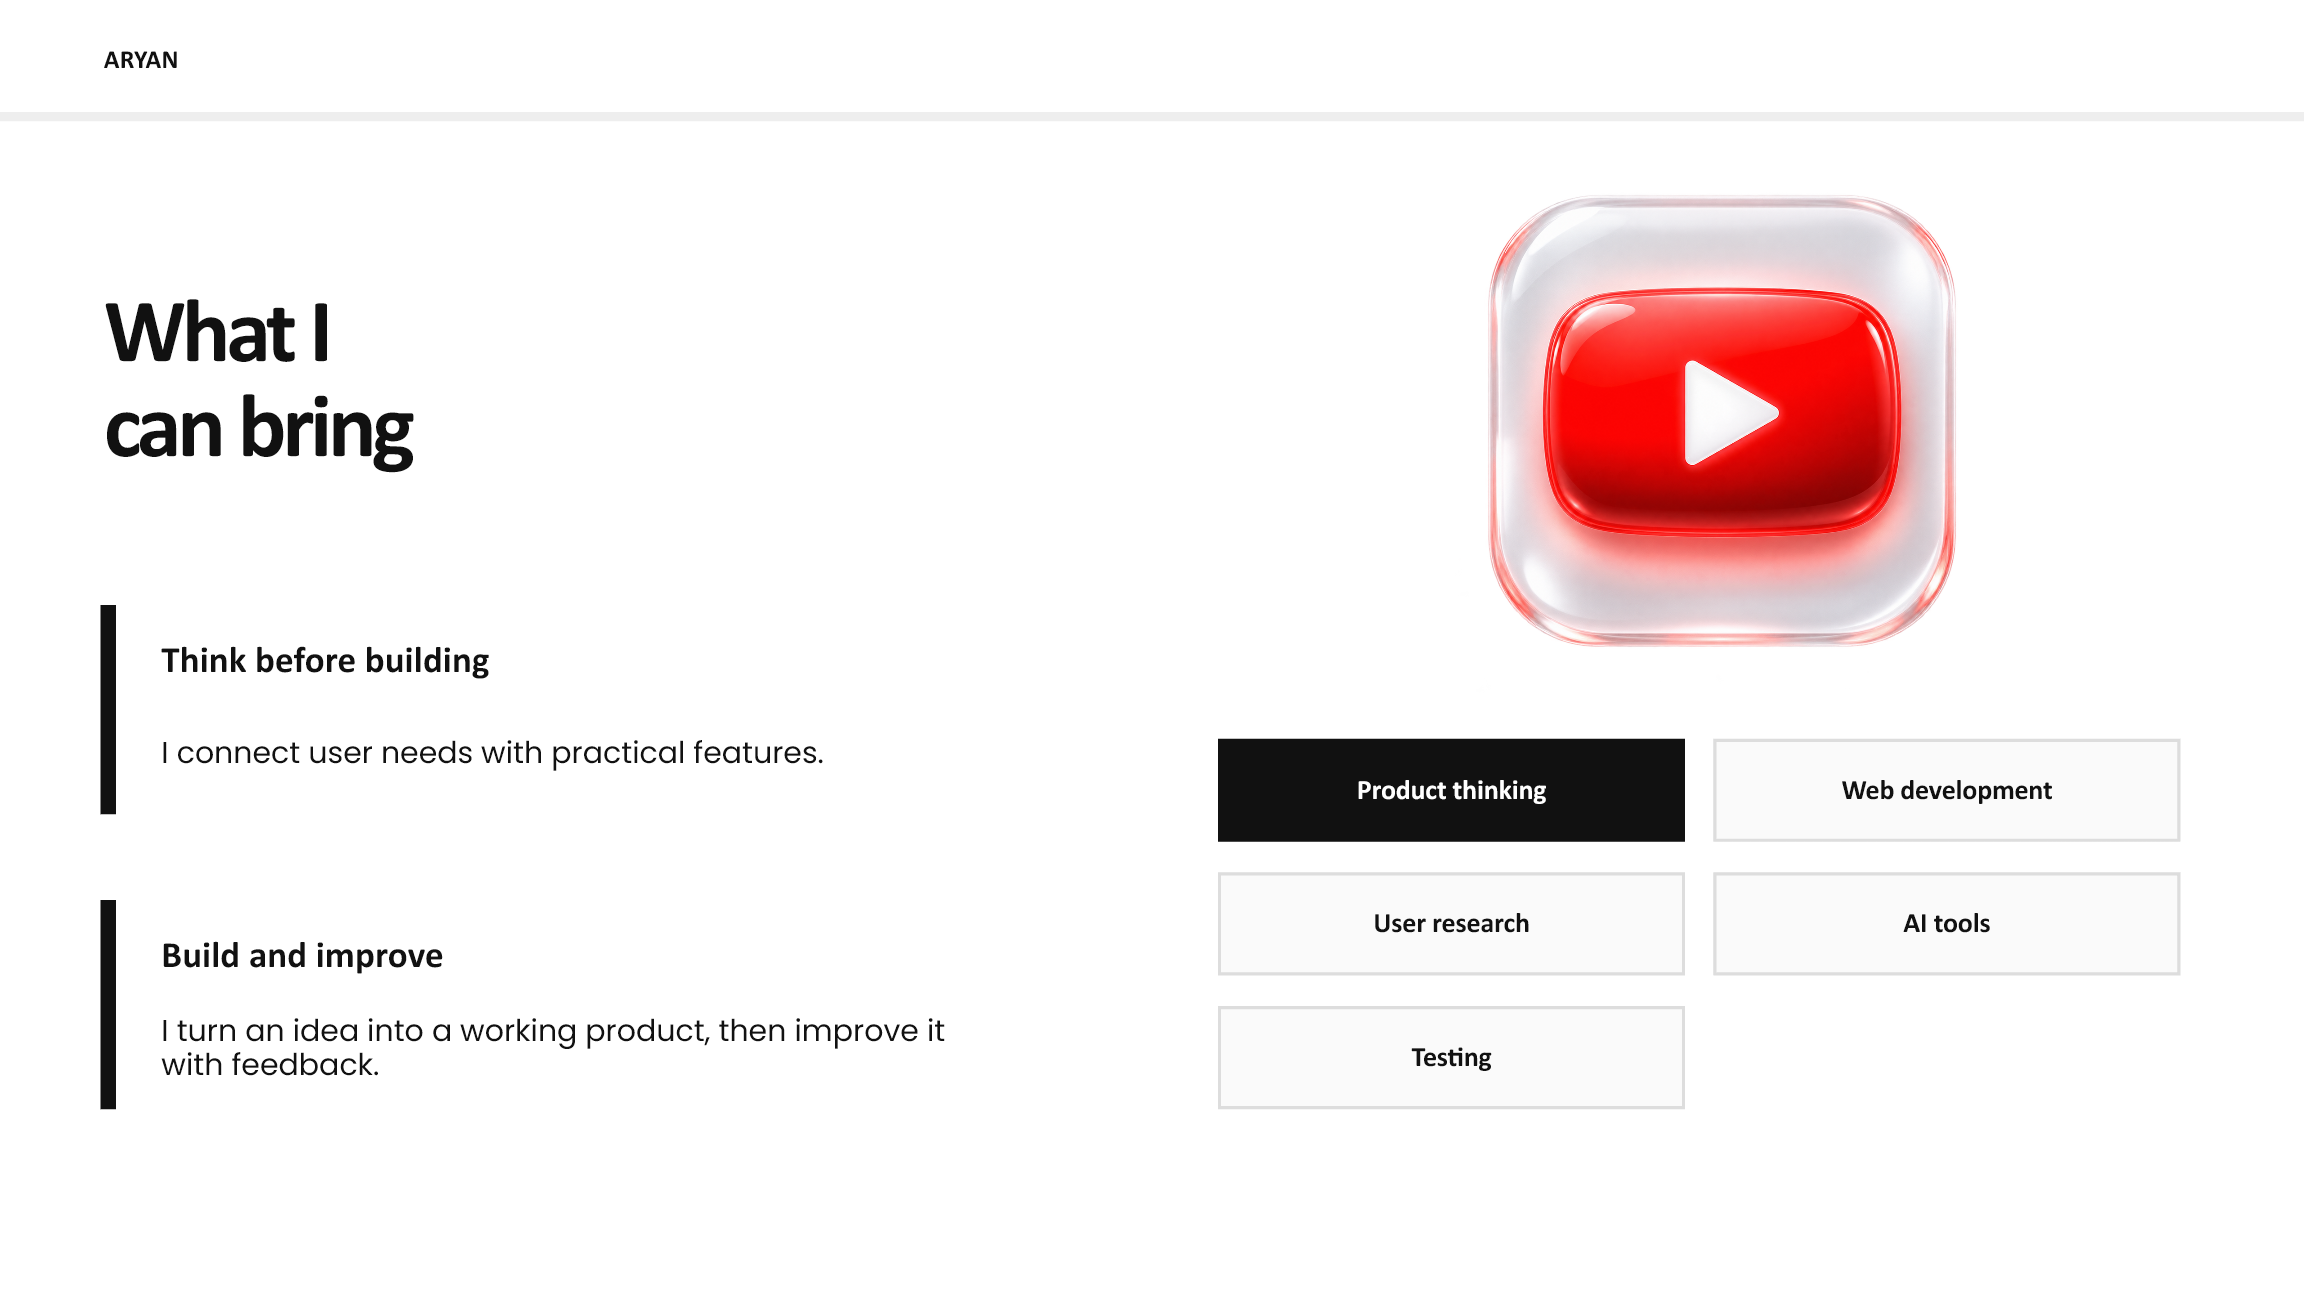 ARYAN
What I
can bring
Think before building
I connect user needs with practical features.
Build and improve
I turn an idea into a working product, then improve it
with feedback.
Product thinking
Web development
User research
AI tools
Testing